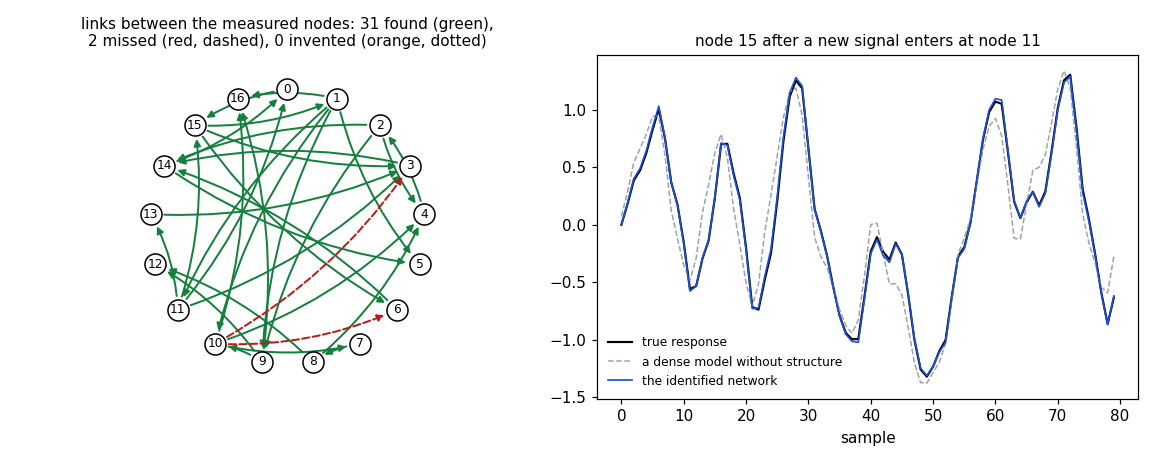 links between the measured nodes: 31 found (green),
2 missed (red, dashed), 0 invented (orange, dotted)
0
1
2
3
4
5
6
7
8
9
10
11
12
13
14
15
16
node 15 after a new signal enters at node 11
1.0
0.5
0.0
−0.5
−1.0
−1.5
true response
a dense model without structure
the identified network
0 10 20 30 40 50 60 70 80
sample